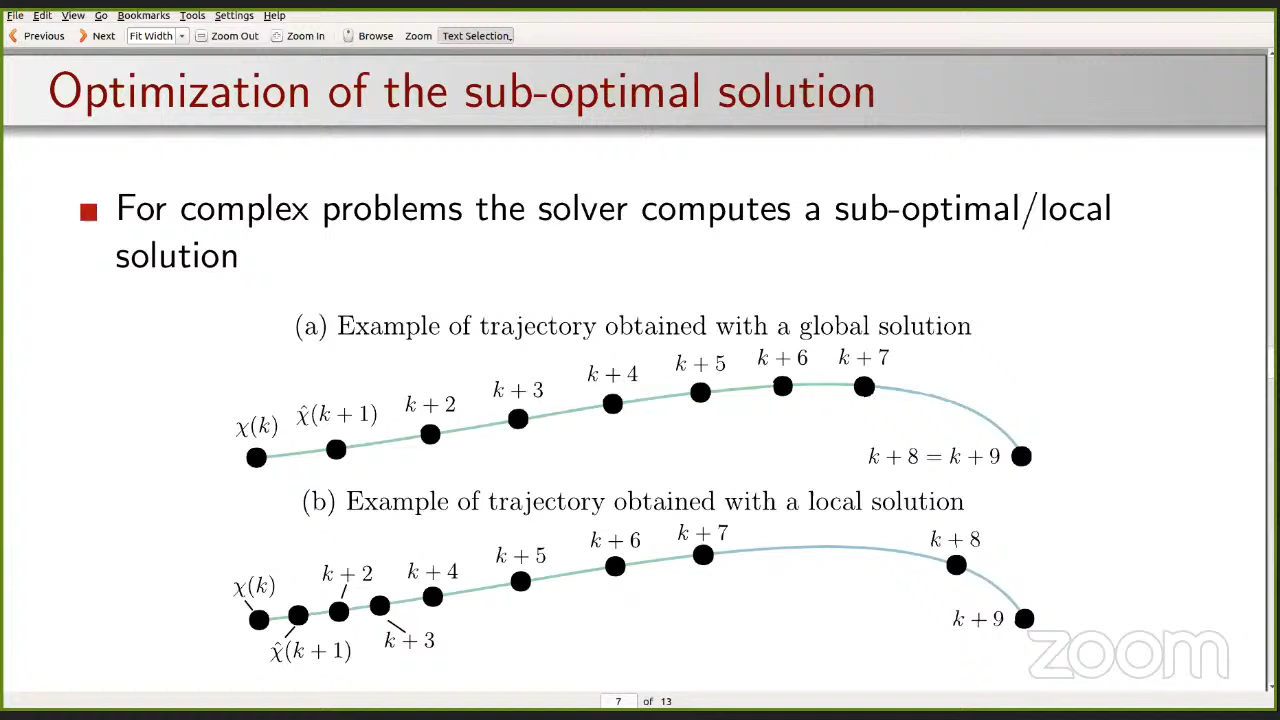 File Edit View Go Bookmarks Tools Settings Help
Previous Next Fit Width Zoom Out Zoom In Browse Zoom Text Selection
Optimization of the sub-optimal solution
For complex problems the solver computes a sub-optimal/local
solution
(a) Example of trajectory obtained with a global solution
χ(k) χ̂(k + 1) k + 2 k + 3 k + 4 k + 5 k + 6 k + 7
k + 8 = k + 9
(b) Example of trajectory obtained with a local solution
χ(k) k + 2 k + 4 k + 5 k + 6 k + 7 k + 8
χ̂(k + 1) k + 3 k + 9
zoom
7 of 13